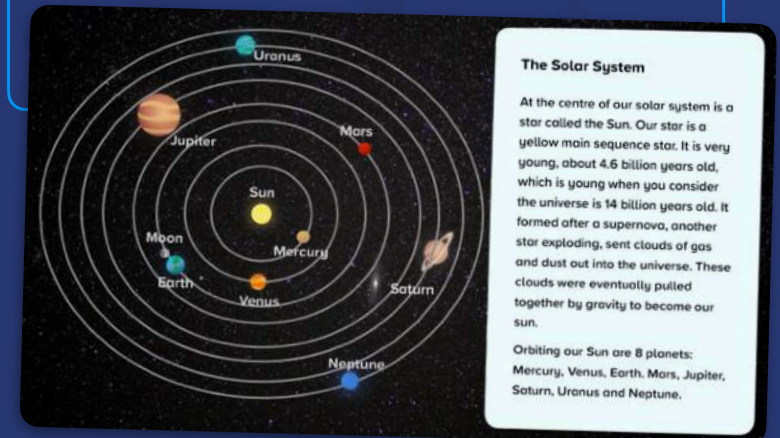 Uranus
Jupiter
Mars
Sun
Mercury
Moon
Earth
Venus
Saturn
Neptune
The Solar System
At the centre of our solar system is a
star called the Sun. Our star is a
yellow main sequence star. It is very
young, about 4.6 billion years old,
which is young when you consider
the universe is 14 billion years old. It
formed after a supernova, another
star exploding, sent clouds of gas
and dust out into the universe. These
clouds were eventually pulled
together by gravity to become our
sun.
Orbiting our Sun are 8 planets:
Mercury, Venus, Earth. Mars, Jupiter,
Saturn, Uranus and Neptune.